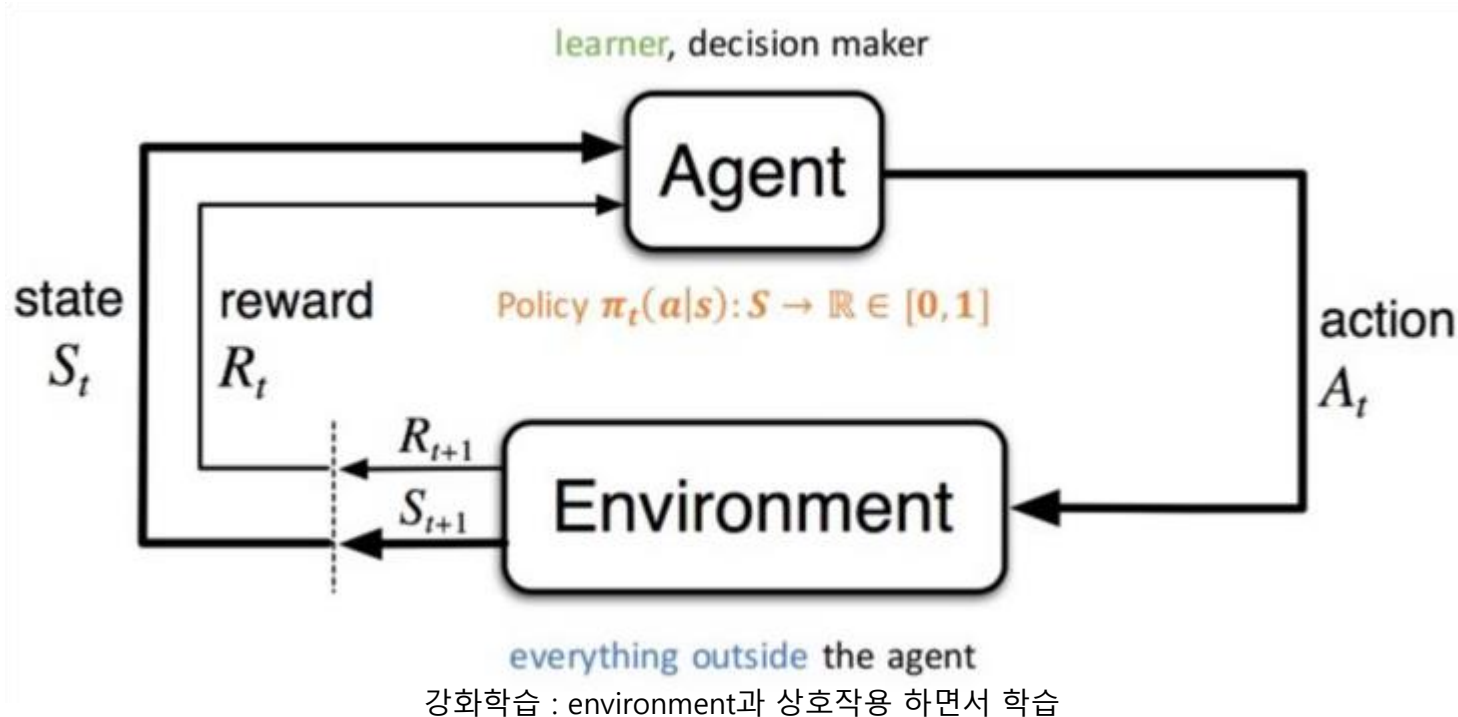 learner, decision maker
Agent
state
S_t
reward
R_t
Policy π_t(a|s): S → ℝ ∈ [0, 1]
action
A_t
R_{t+1}
S_{t+1}
Environment
everything outside the agent
강화학습 : environment과 상호작용 하면서 학습